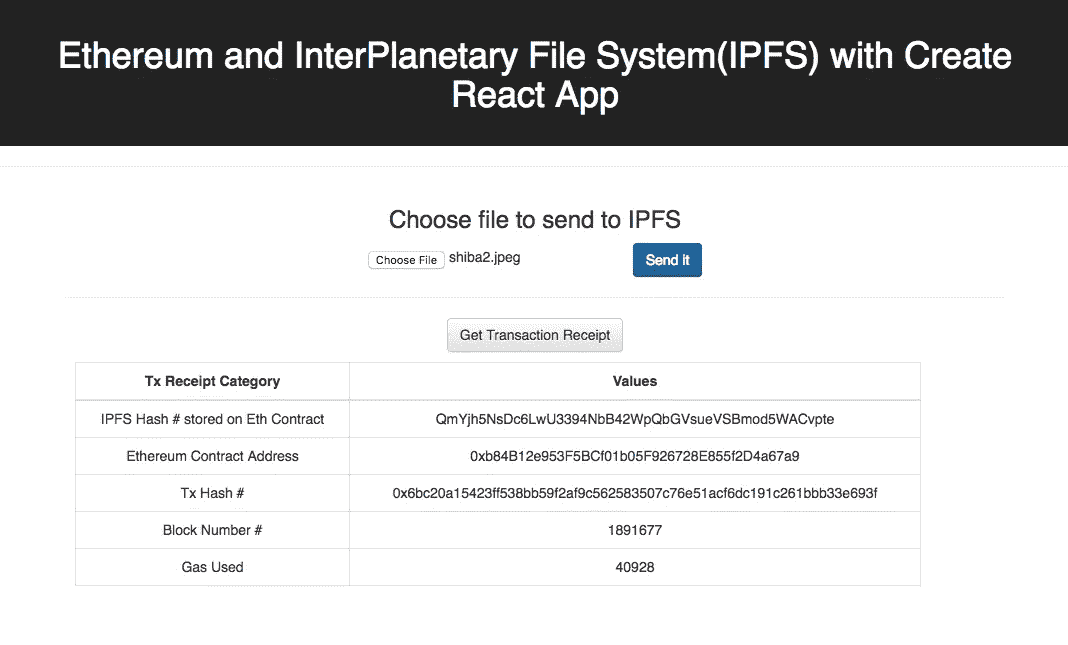 Ethereum and InterPlanetary File System(IPFS) with Create
React App
Choose file to send to IPFS
Choose File shiba2.jpeg Send it
Get Transaction Receipt
Tx Receipt Category Values
IPFS Hash # stored on Eth Contract QmYjh5NsDc6LwU3394NbB42WpQbGVsueVSBmod5WACvpte
Ethereum Contract Address 0xb84B12e953F5BCf01b05F926728E855f2D4a67a9
Tx Hash # 0x6bc20a15423ff538bb59f2af9c562583507c76e51acf6dc191c261bbb33e693f
Block Number # 1891677
Gas Used 40928